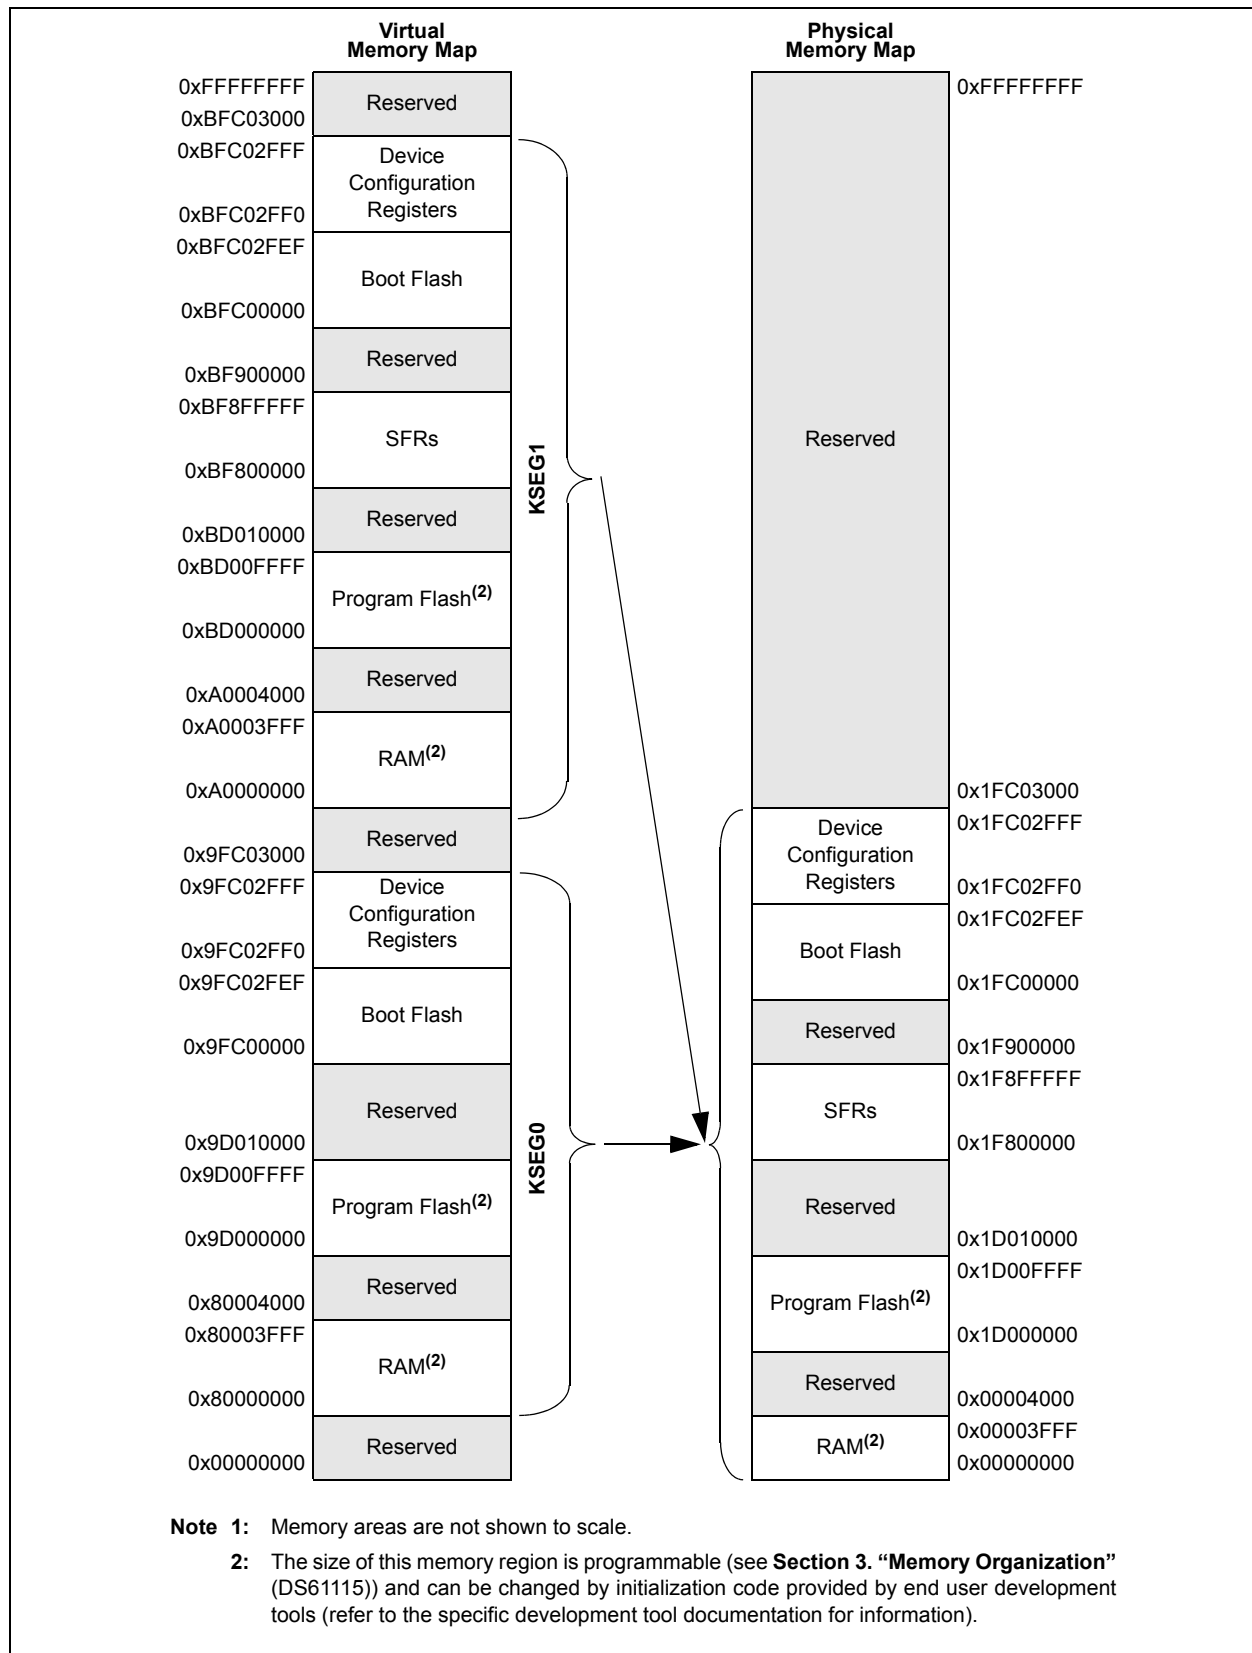 Virtual
Memory Map
0xFFFFFFFF
Reserved
0xBFC03000
0xBFC02FFF
Device
Configuration
Registers
0xBFC02FF0
0xBFC02FEF
Boot Flash
0xBFC00000
Reserved
0xBF900000
0xBF8FFFFF
SFRs
0xBF800000
Reserved
0xBD010000
0xBD00FFFF
Program Flash(2)
0xBD000000
Reserved
0xA0004000
0xA0003FFF
RAM(2)
0xA0000000
KSEG1
Reserved
0x9FC03000
0x9FC02FFF
Device
Configuration
Registers
0x9FC02FF0
0x9FC02FEF
Boot Flash
0x9FC00000
Reserved
0x9D010000
0x9D00FFFF
Program Flash(2)
0x9D000000
Reserved
0x80004000
0x80003FFF
RAM(2)
0x80000000
KSEG0
Reserved
0x00000000
Physical
Memory Map
0xFFFFFFFF
Reserved
0x1FC03000
0x1FC02FFF
Device
Configuration
Registers
0x1FC02FF0
0x1FC02FEF
Boot Flash
0x1FC00000
Reserved
0x1F900000
0x1F8FFFFF
SFRs
0x1F800000
Reserved
0x1D010000
0x1D00FFFF
Program Flash(2)
0x1D000000
Reserved
0x00004000
0x00003FFF
RAM(2)
0x00000000
Note 1: Memory areas are not shown to scale.
2: The size of this memory region is programmable (see Section 3. “Memory Organization”
(DS61115)) and can be changed by initialization code provided by end user development
tools (refer to the specific development tool documentation for information).